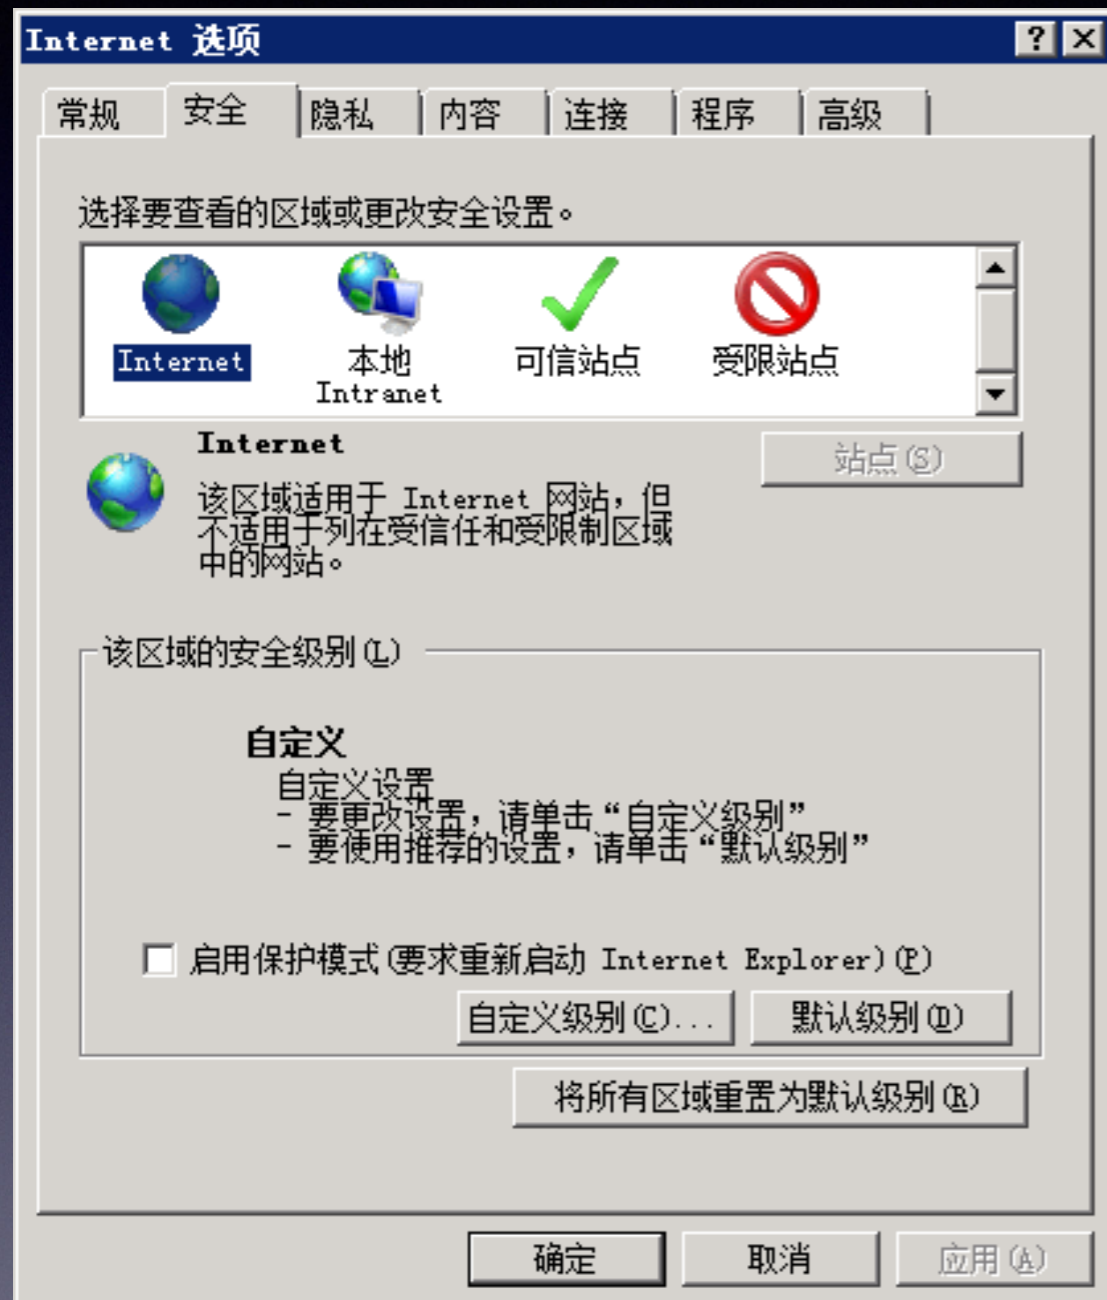 Internet 选项
常规 安全 隐私 内容 连接 程序 高级
选择要查看的区域或更改安全设置。
Internet 本地 Intranet 可信站点 受限站点
Internet
站点(S)
该区域适用于 Internet 网站，但
不适用于列在受信任和受限制区域
中的网站。
该区域的安全级别(L)
自定义
自定义设置
- 要更改设置，请单击“自定义级别”
- 要使用推荐的设置，请单击“默认级别”
启用保护模式(要求重新启动 Internet Explorer)(P)
自定义级别(C)... 默认级别(D)
将所有区域重置为默认级别(R)
确定 取消 应用(A)